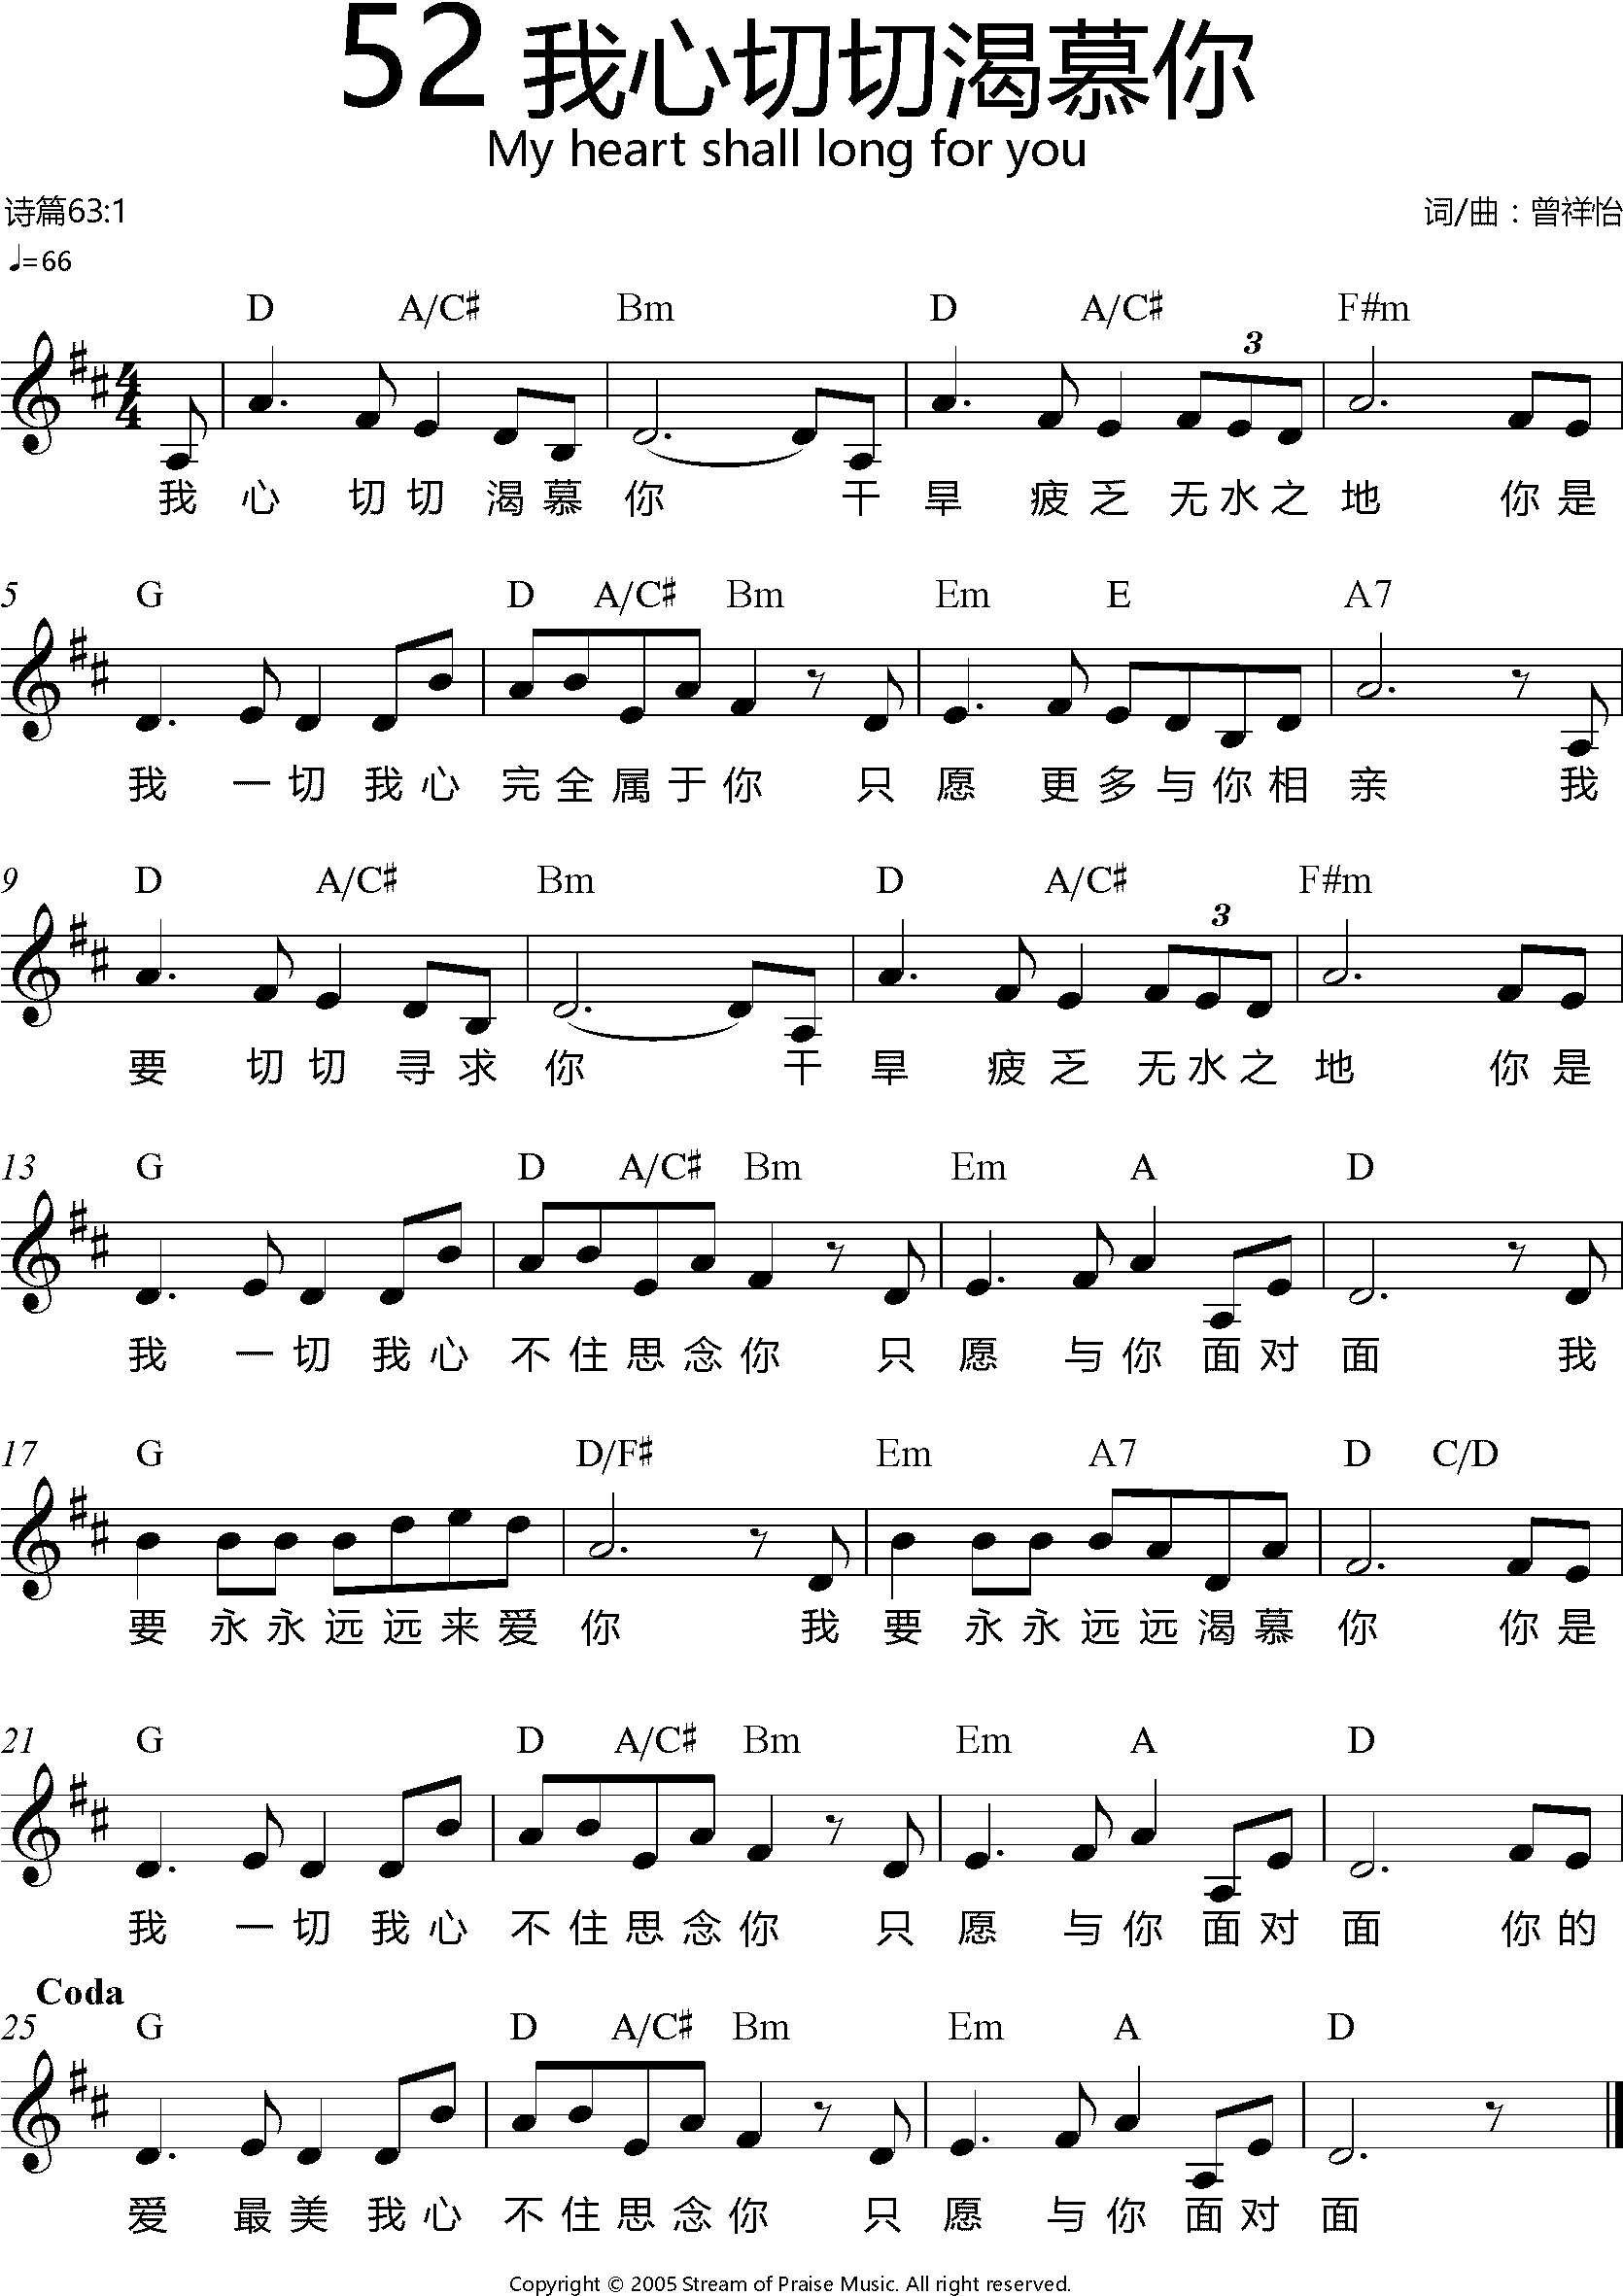 52 我心切切渴慕你
My heart shall long for you
诗篇63:1 词/曲：曾祥怡
♩=66
D A/C♯ Bm D A/C♯ F#m
3
4/4
我 心 切 切 渴 慕 你 干 旱 疲 乏 无 水 之 地 你 是
5 G D A/C♯ Bm Em E A7
我 一 切 我 心 完 全 属 于 你 只 愿 更 多 与 你 相 亲 我
9 D A/C♯ Bm D A/C♯ F#m
3
要 切 切 寻 求 你 干 旱 疲 乏 无 水 之 地 你 是
13 G D A/C♯ Bm Em A D
我 一 切 我 心 不 住 思 念 你 只 愿 与 你 面 对 面 我
17 G D/F♯ Em A7 D C/D
要 永 永 远 远 来 爱 你 我 要 永 永 远 远 渴 慕 你 你 是
21 G D A/C♯ Bm Em A D
我 一 切 我 心 不 住 思 念 你 只 愿 与 你 面 对 面 你 的
Coda
25 G D A/C♯ Bm Em A D
爱 最 美 我 心 不 住 思 念 你 只 愿 与 你 面 对 面
Copyright © 2005 Stream of Praise Music. All right reserved.